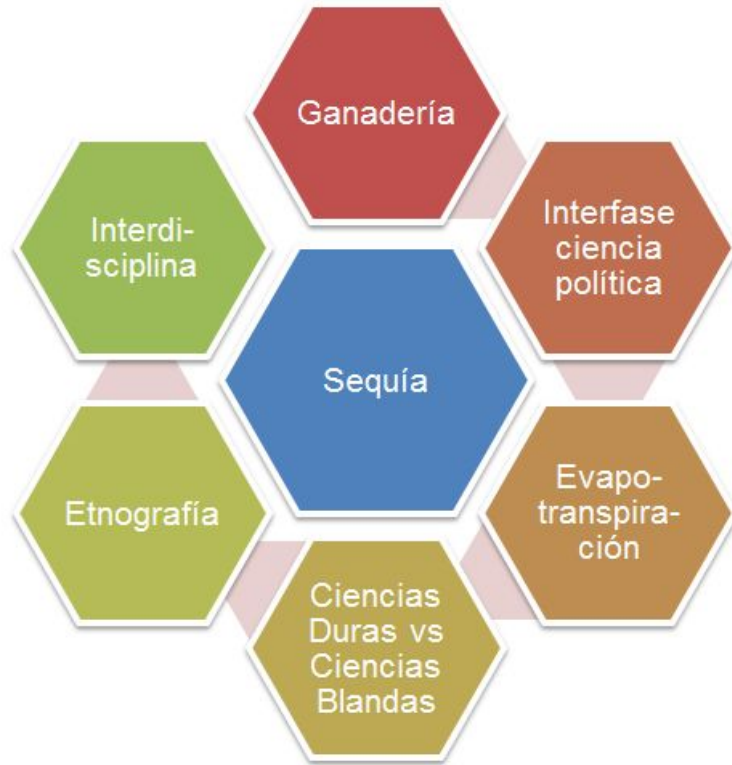 Ganadería
Interfase
ciencia
política
Interdi-
sciplina
Sequía
Evapo-
transpira-
ción
Etnografía
Ciencias
Duras vs
Ciencias
Blandas